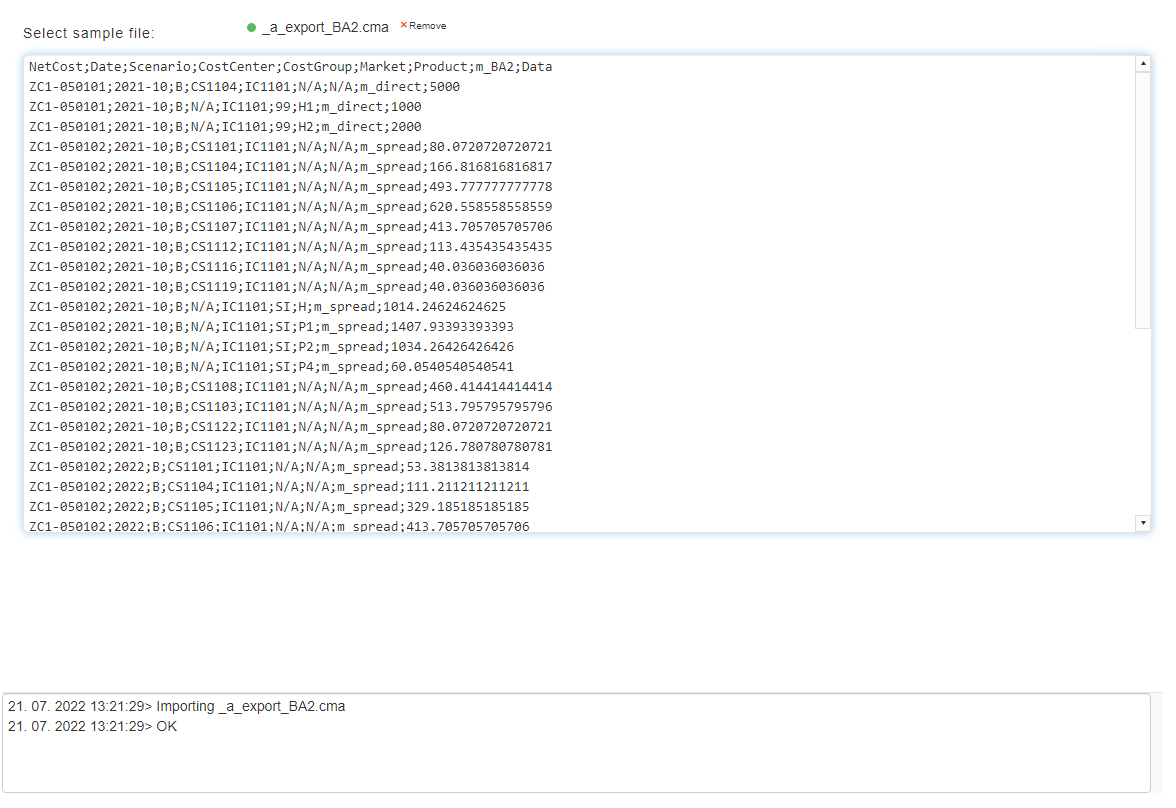 Select sample file:
_a_export_BA2.cma
×Remove
NetCost;Date;Scenario;CostCenter;CostGroup;Market;Product;m_BA2;Data
ZC1-050101;2021-10;B;CS1104;IC1101;N/A;N/A;m_direct;5000
ZC1-050101;2021-10;B;N/A;IC1101;99;H1;m_direct;1000
ZC1-050101;2021-10;B;N/A;IC1101;99;H2;m_direct;2000
ZC1-050102;2021-10;B;CS1101;IC1101;N/A;N/A;m_spread;80.0720720720721
ZC1-050102;2021-10;B;CS1104;IC1101;N/A;N/A;m_spread;166.816816816817
ZC1-050102;2021-10;B;CS1105;IC1101;N/A;N/A;m_spread;493.777777777778
ZC1-050102;2021-10;B;CS1106;IC1101;N/A;N/A;m_spread;620.558558558559
ZC1-050102;2021-10;B;CS1107;IC1101;N/A;N/A;m_spread;413.705705705706
ZC1-050102;2021-10;B;CS1112;IC1101;N/A;N/A;m_spread;113.435435435435
ZC1-050102;2021-10;B;CS1116;IC1101;N/A;N/A;m_spread;40.036036036036
ZC1-050102;2021-10;B;CS1119;IC1101;N/A;N/A;m_spread;40.036036036036
ZC1-050102;2021-10;B;N/A;IC1101;SI;H;m_spread;1014.24624624625
ZC1-050102;2021-10;B;N/A;IC1101;SI;P1;m_spread;1407.93393393393
ZC1-050102;2021-10;B;N/A;IC1101;SI;P2;m_spread;1034.26426426426
ZC1-050102;2021-10;B;N/A;IC1101;SI;P4;m_spread;60.0540540540541
ZC1-050102;2021-10;B;CS1108;IC1101;N/A;N/A;m_spread;460.414414414414
ZC1-050102;2021-10;B;CS1103;IC1101;N/A;N/A;m_spread;513.795795795796
ZC1-050102;2021-10;B;CS1122;IC1101;N/A;N/A;m_spread;80.0720720720721
ZC1-050102;2021-10;B;CS1123;IC1101;N/A;N/A;m_spread;126.780780780781
ZC1-050102;2022;B;CS1101;IC1101;N/A;N/A;m_spread;53.3813813813814
ZC1-050102;2022;B;CS1104;IC1101;N/A;N/A;m_spread;111.211211211211
ZC1-050102;2022;B;CS1105;IC1101;N/A;N/A;m_spread;329.185185185185
ZC1-050102;2022;B;CS1106;IC1101;N/A;N/A;m_spread;413.705705705706
21. 07. 2022 13:21:29> Importing _a_export_BA2.cma
21. 07. 2022 13:21:29> OK